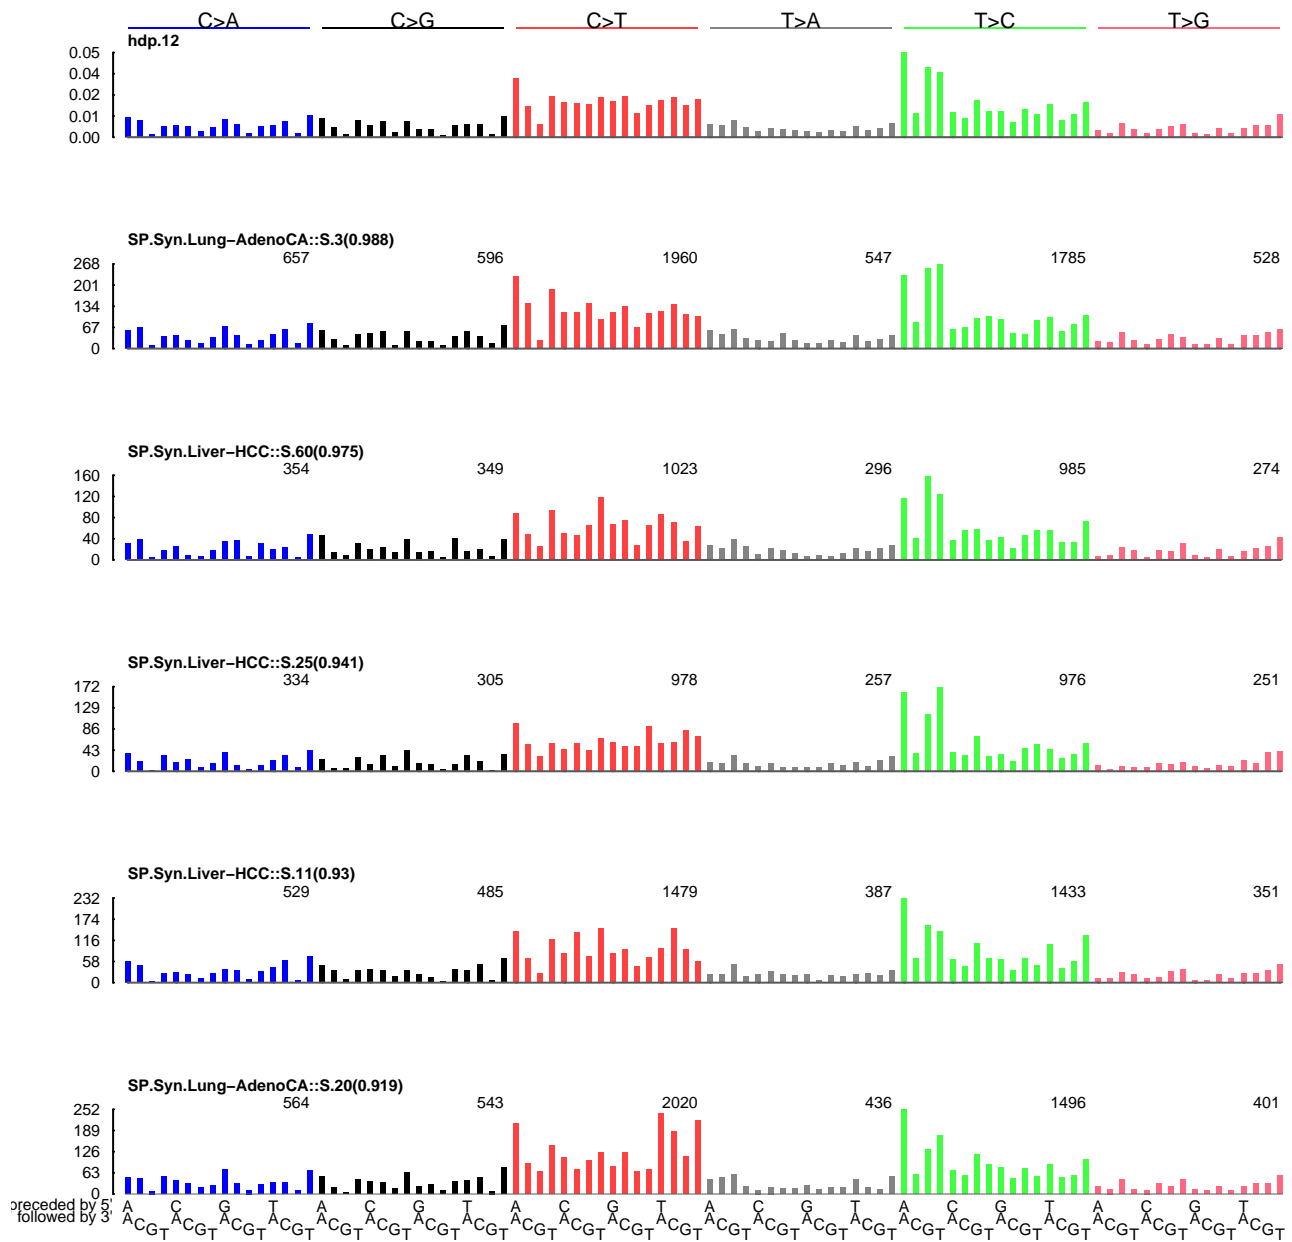 C>A C>G C>T T>A T>C T>G
hdp.12
0.05
0.04
0.02
0.01
0.00
SP.Syn.Lung−AdenoCA::S.3(0.988)
657 596 1960 547 1785 528
268
201
134
67
0
SP.Syn.Liver−HCC::S.60(0.975)
354 349 1023 296 985 274
160
120
80
40
0
SP.Syn.Liver−HCC::S.25(0.941)
334 305 978 257 976 251
172
129
86
43
0
SP.Syn.Liver−HCC::S.11(0.93)
529 485 1479 387 1433 351
232
174
116
58
0
SP.Syn.Lung−AdenoCA::S.20(0.919)
564 543 2020 436 1496 401
252
189
126
63
0
preceded by 5' A C G T A C G T A C G T A C G T A C G T A C G T
followed by 3' A C G T A C G T A C G T A C G T A C G T A C G T A C G T A C G T A C G T A C G T A C G T A C G T A C G T A C G T A C G T A C G T A C G T A C G T A C G T A C G T A C G T A C G T A C G T A C G T